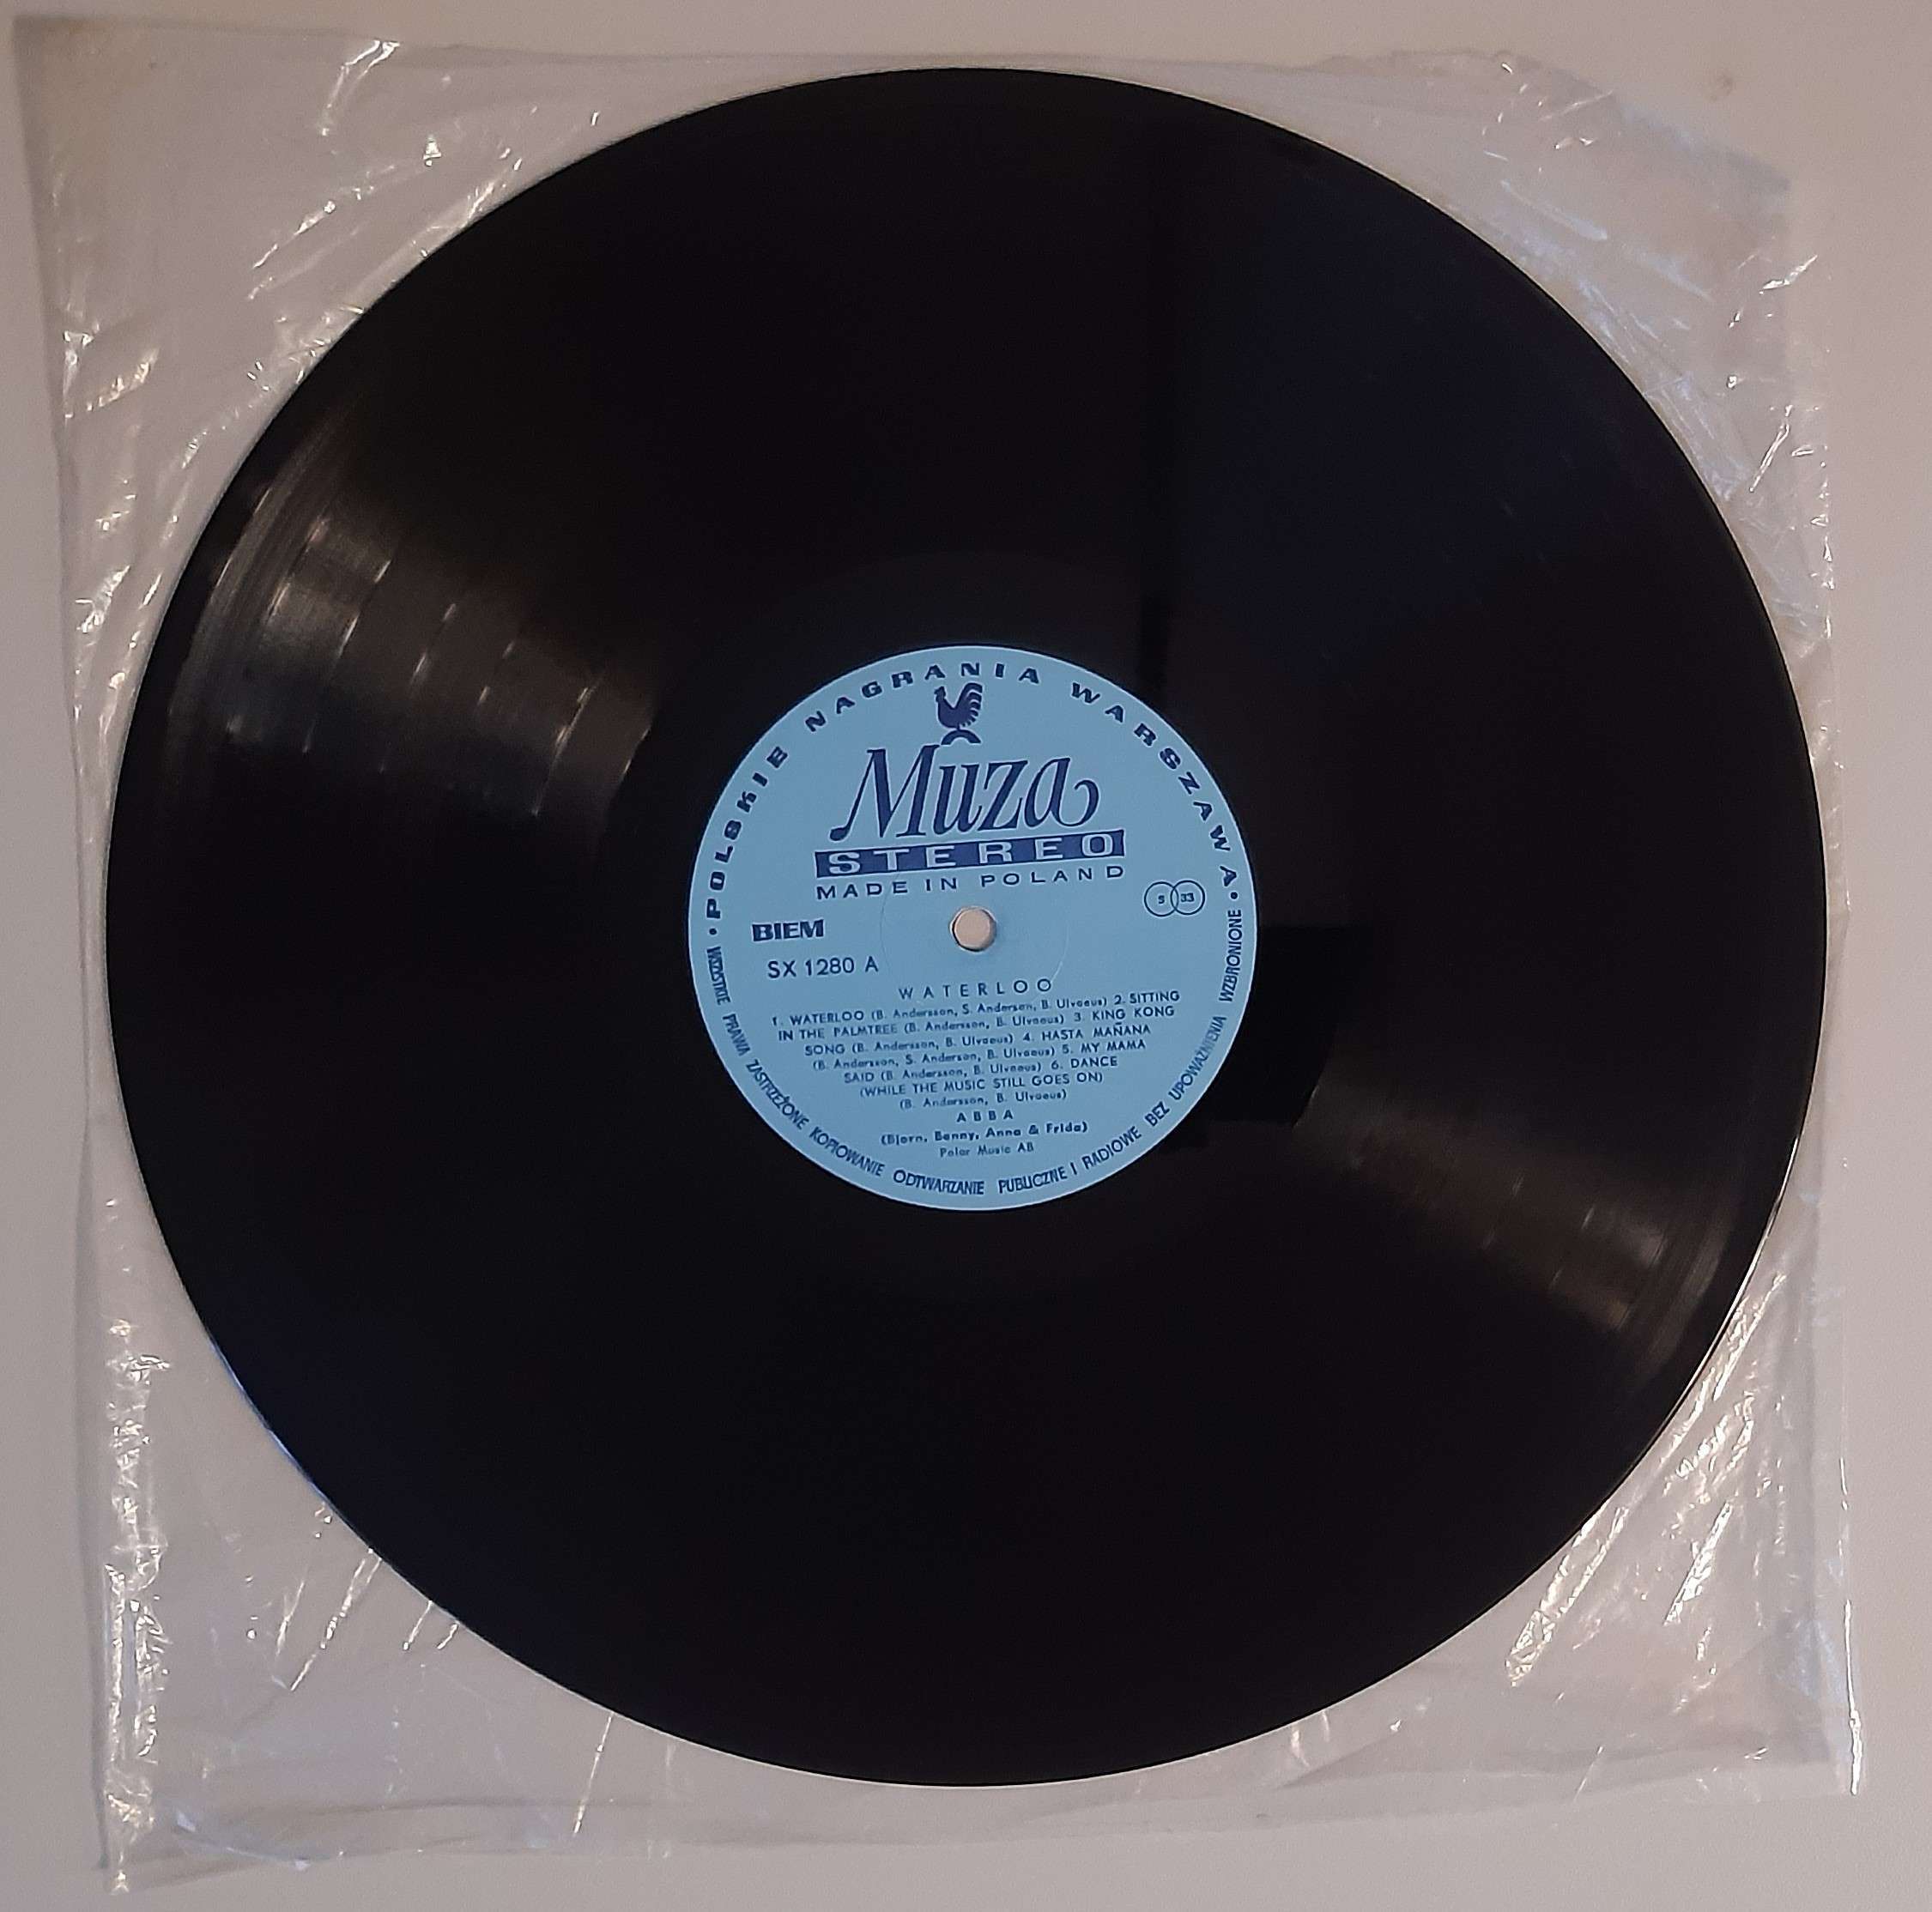 • POLSKIE NAGRANIA WARSZAWA •
Muza
STEREO
MADE IN POLAND
S 33
BIEM
SX 1280 A
WATERLOO
1. WATERLOO (B. Andersson, S. Anderson, B. Ulvaeus) 2. SITTING
IN THE PALMTREE (B. Andersson, B. Ulvaeus) 3. KING KONG
SONG (B. Andersson, B. Ulvaeus) 4. HASTA MAÑANA
(B. Andersson, S. Anderson, B. Ulvaeus) 5. MY MAMA
SAID (B. Andersson, B. Ulvaeus) 6. DANCE
(WHILE THE MUSIC STILL GOES ON)
(B. Andersson, B. Ulvaeus)
ABBA
(Bjorn, Benny, Anna & Frida)
Polar Music AB
WSZYSTKIE PRAWA ZASTRZEŻONE KOPIOWANIE ODTWARZANIE PUBLICZNE I RADIOWE BEZ UPOWAŻNIENIA WZBRONIONE